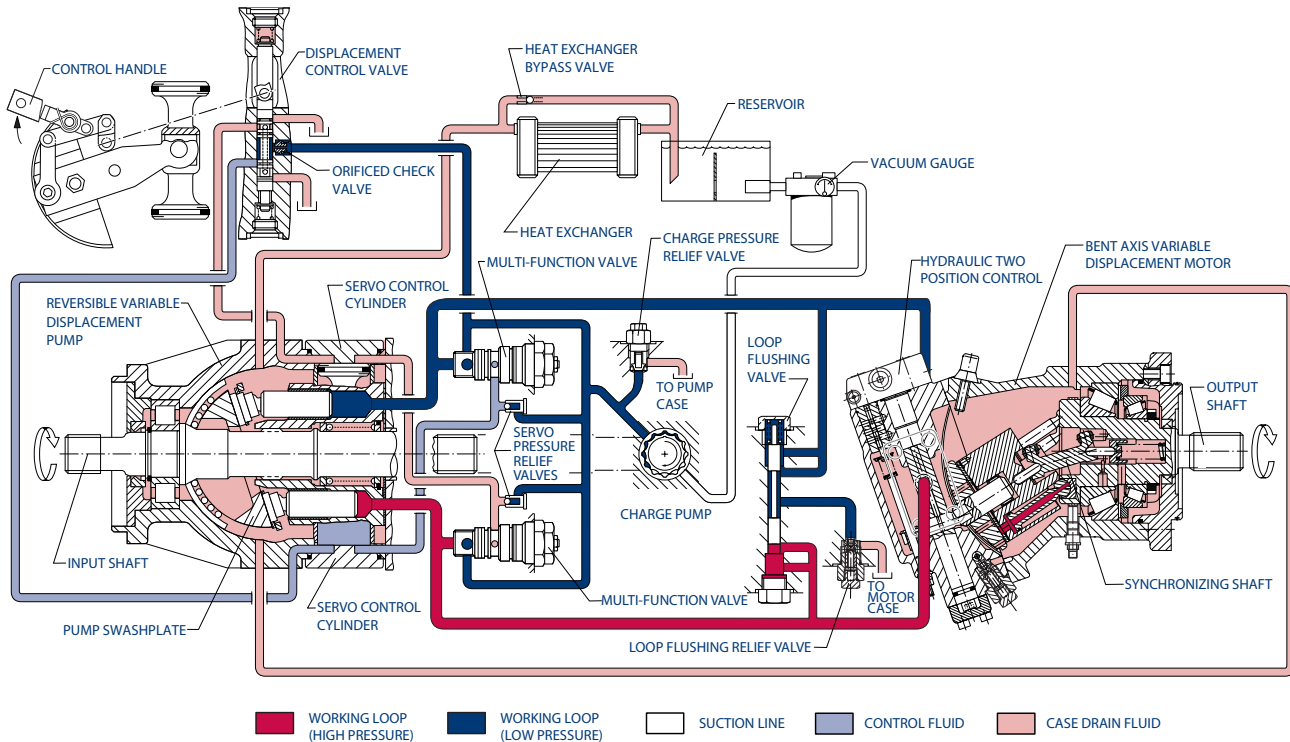 CONTROL HANDLE
DISPLACEMENT
CONTROL VALVE
HEAT EXCHANGER
BYPASS VALVE
RESERVOIR
VACUUM GAUGE
ORIFICED CHECK
VALVE
HEAT EXCHANGER
CHARGE PRESSURE
RELIEF VALVE
BENT AXIS VARIABLE
DISPLACEMENT MOTOR
MULTI-FUNCTION VALVE
HYDRAULIC TWO
POSITION CONTROL
SERVO CONTROL
CYLINDER
REVERSIBLE VARIABLE
DISPLACEMENT
PUMP
LOOP
FLUSHING
VALVE
TO PUMP
CASE
OUTPUT
SHAFT
SERVO
PRESSURE
RELIEF
VALVES
CHARGE PUMP
INPUT SHAFT
TO
MOTOR
CASE
SYNCHRONIZING SHAFT
MULTI-FUNCTION VALVE
SERVO CONTROL
CYLINDER
PUMP SWASHPLATE
LOOP FLUSHING RELIEF VALVE
WORKING LOOP
(HIGH PRESSURE)
WORKING LOOP
(LOW PRESSURE)
SUCTION LINE
CONTROL FLUID
CASE DRAIN FLUID